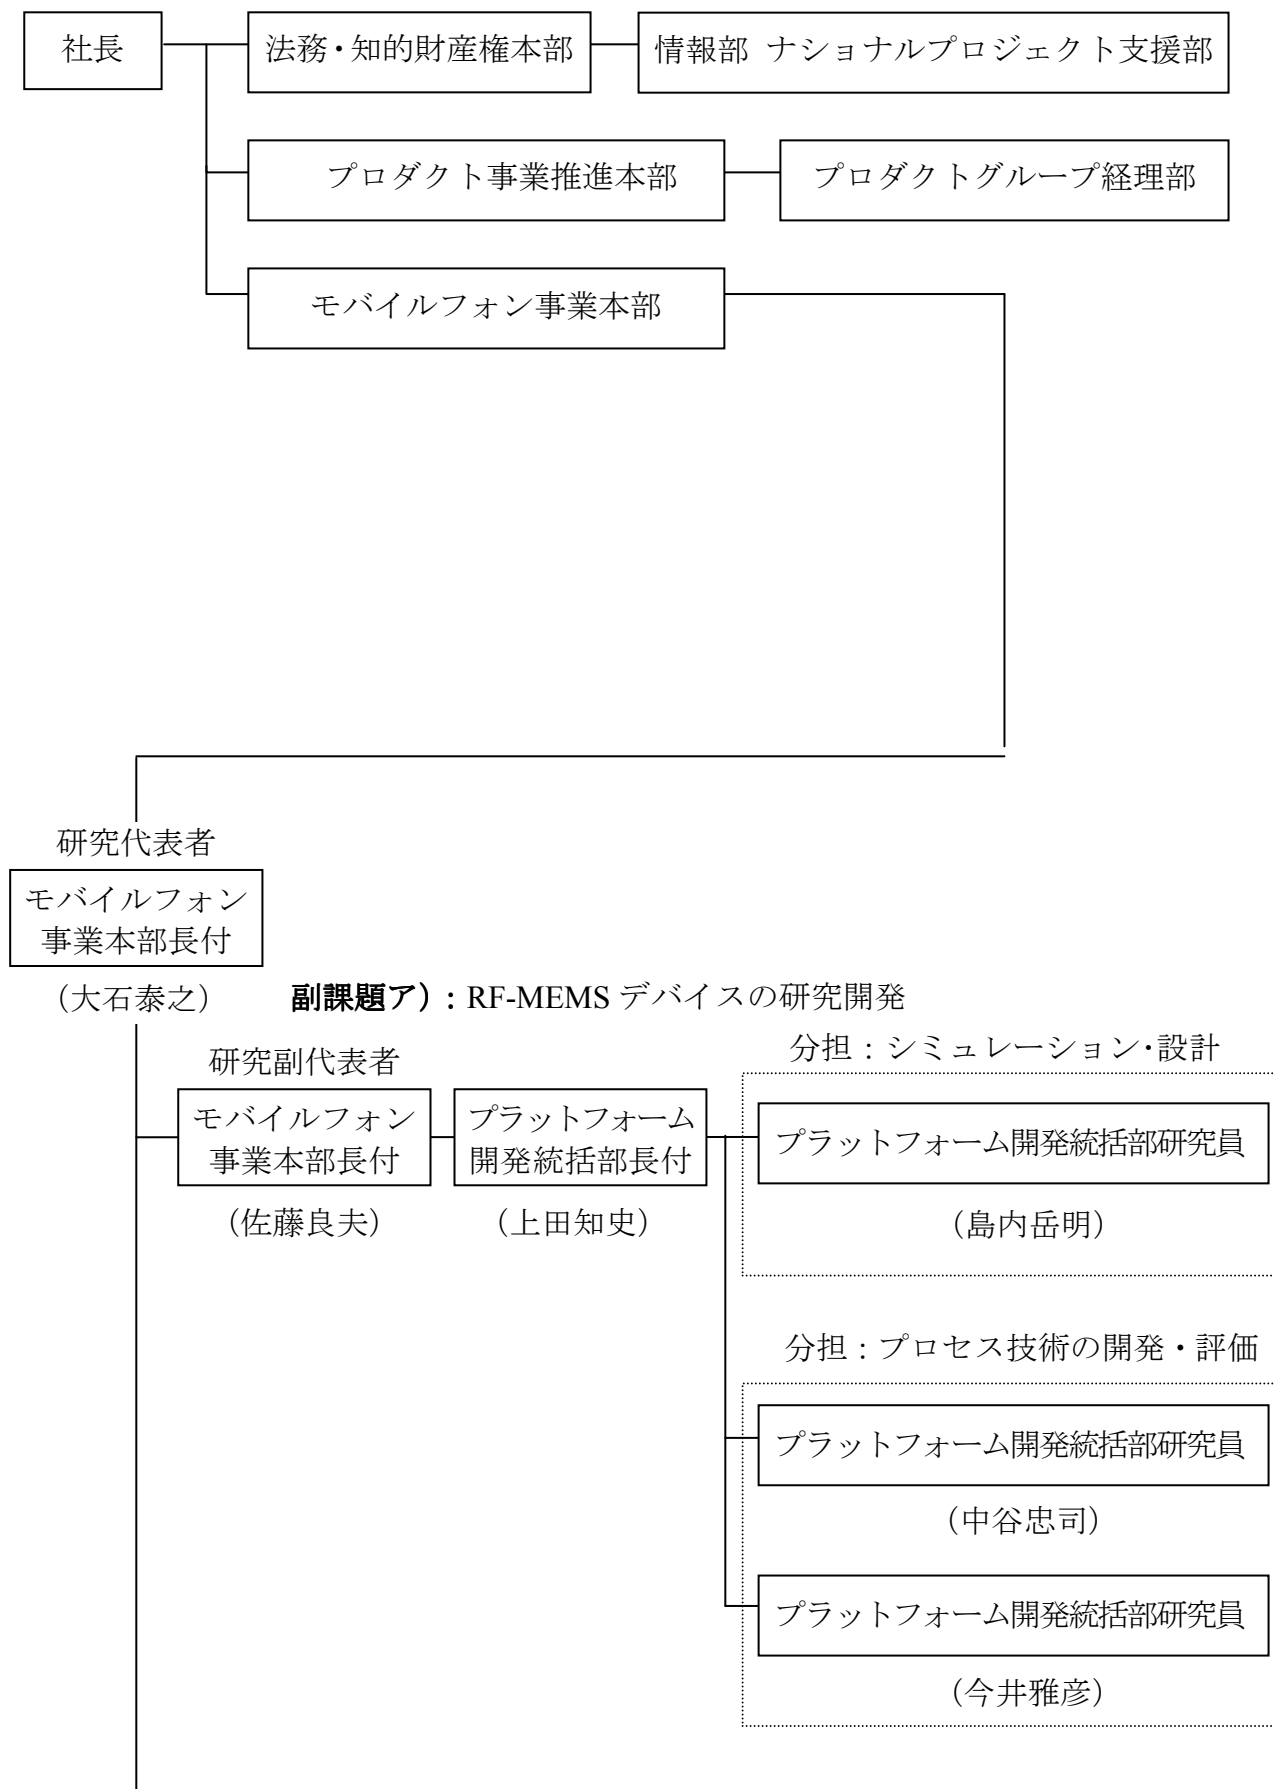 社長
法務・知的財産権本部
情報部 ナショナルプロジェクト支援部
プロダクト事業推進本部
プロダクトグループ経理部
モバイルフォン事業本部
研究代表者
モバイルフォン
事業本部長付
（大石泰之）
副課題ア）：RF-MEMS デバイスの研究開発
分担：シミュレーション・設計
研究副代表者
モバイルフォン
事業本部長付
（佐藤良夫）
プラットフォーム
開発統括部長付
（上田知史）
プラットフォーム開発統括部研究員
（島内岳明）
分担：プロセス技術の開発・評価
プラットフォーム開発統括部研究員
（中谷忠司）
プラットフォーム開発統括部研究員
（今井雅彦）